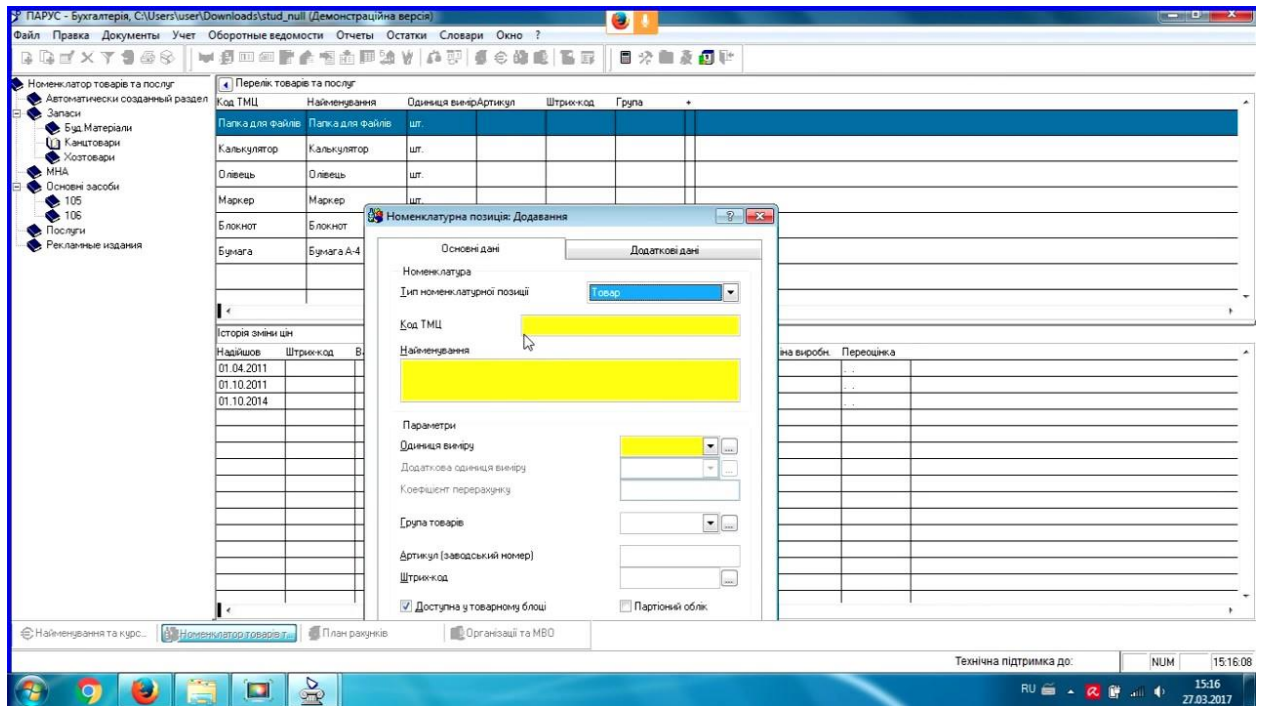 ПАРУС - Бухгалтерія, C:\Users\user\Downloads\stud_null (Демонстраційна версія)
Файл Правка Документы Учет Оборотные ведомости Отчеты Остатки Словари Окно ?
Номенклатор товарів та послуг
Автоматически созданный раздел
Запаси
Буд.Матеріали
Канцтовари
Хозтовари
МНА
Основні засоби
105
106
Послуги
Рекламные издания
Перелік товарів та послуг
Код ТМЦ Найменування Одиниця вимір Артикул Штрих-код Група +
Папка для файлів Папка для файлів шт.
Калькулятор Калькулятор шт.
Олівець Олівець шт.
Маркер Маркер шт.
Блокнот Блокнот
Бумага Бумага А-4
Історія зміни цін
Надійшов Штрих-код В
01.04.2011
01.10.2011
01.10.2014
іна виробн. Переоцінка
Номенклатурна позиція: Додавання
Основні дані Додаткові дані
Номенклатура
Тип номенклатурної позиції Товар
Код ТМЦ
Найменування
Параметри
Одиниця виміру
Додаткова одиниця виміру
Коефіцієнт перерахунку
Група товарів
Артикул (заводський номер)
Штрих-код
Доступна у товарному блоці Партіоний облік
Найменування та курс... Номенклатор товарів т... План рахунків Організації та МВО
Технічна підтримка до: NUM 15:16:08
RU 15:16
27.03.2017